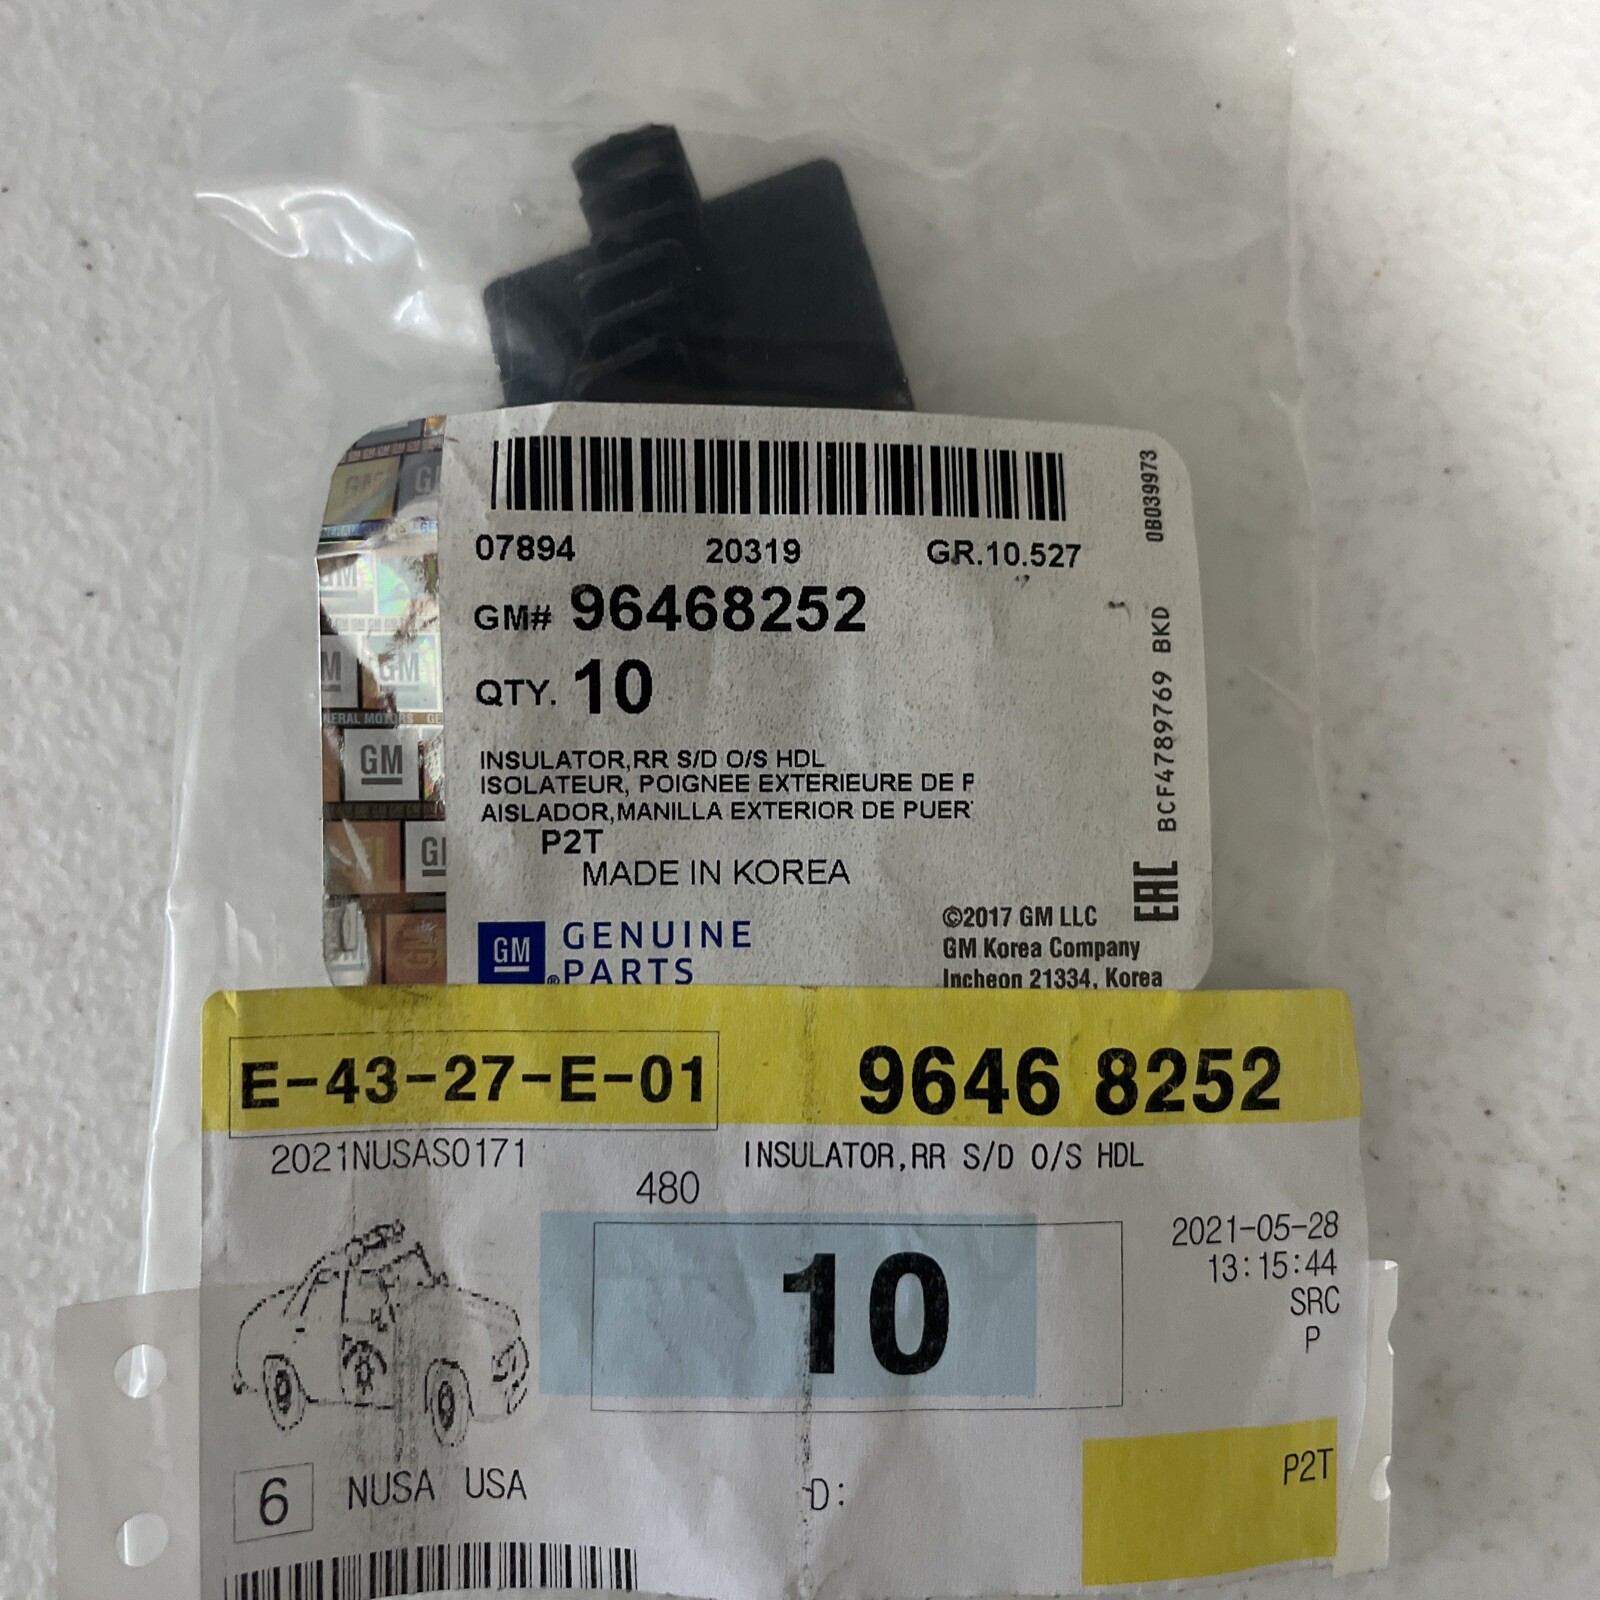 07894 20319 GR.10.527
GM# 96468252
QTY. 10
INSULATOR,RR S/D O/S HDL
ISOLATEUR, POIGNEE EXTERIEURE DE P
AISLADOR,MANILLA EXTERIOR DE PUER
P2T
MADE IN KOREA
GM GENUINE
PARTS
©2017 GM LLC
GM Korea Company
Incheon 21334, Korea
EAC
BCF4789769 BKD
0B039973
GM
GM
E-43-27-E-01
9646 8252
2021NUSAS0171
INSULATOR,RR S/D O/S HDL
480
10
2021-05-28
13:15:44
SRC
P
6 NUSA USA
D:
P2T